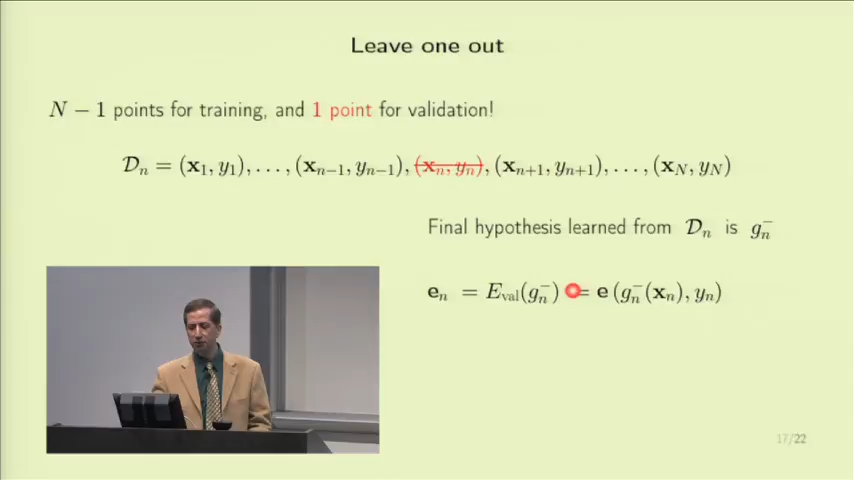 Leave one out
N − 1 points for training, and 1 point for validation!
𝒟ₙ = (x₁, y₁), . . . , (xₙ₋₁, yₙ₋₁), (xₙ, yₙ), (xₙ₊₁, yₙ₊₁), . . . , (x_N, y_N)
Final hypothesis learned from 𝒟ₙ is gₙ⁻
eₙ = E_val(gₙ⁻) = e (gₙ⁻(xₙ), yₙ)
17/22